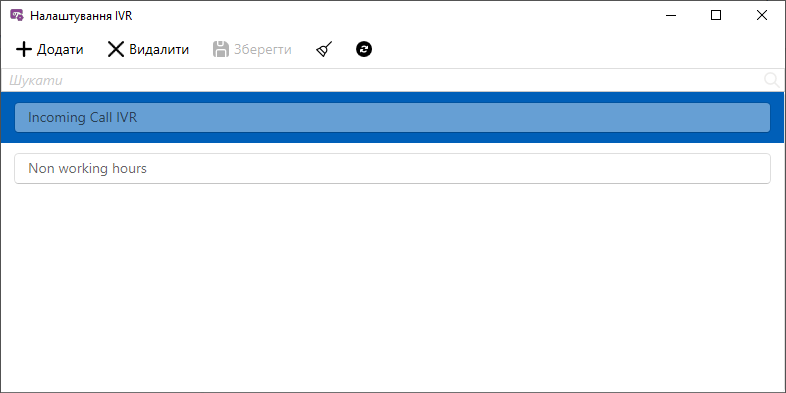 Налаштування IVR
Додати Видалити Зберегти
Шукати
Incoming Call IVR
Non working hours